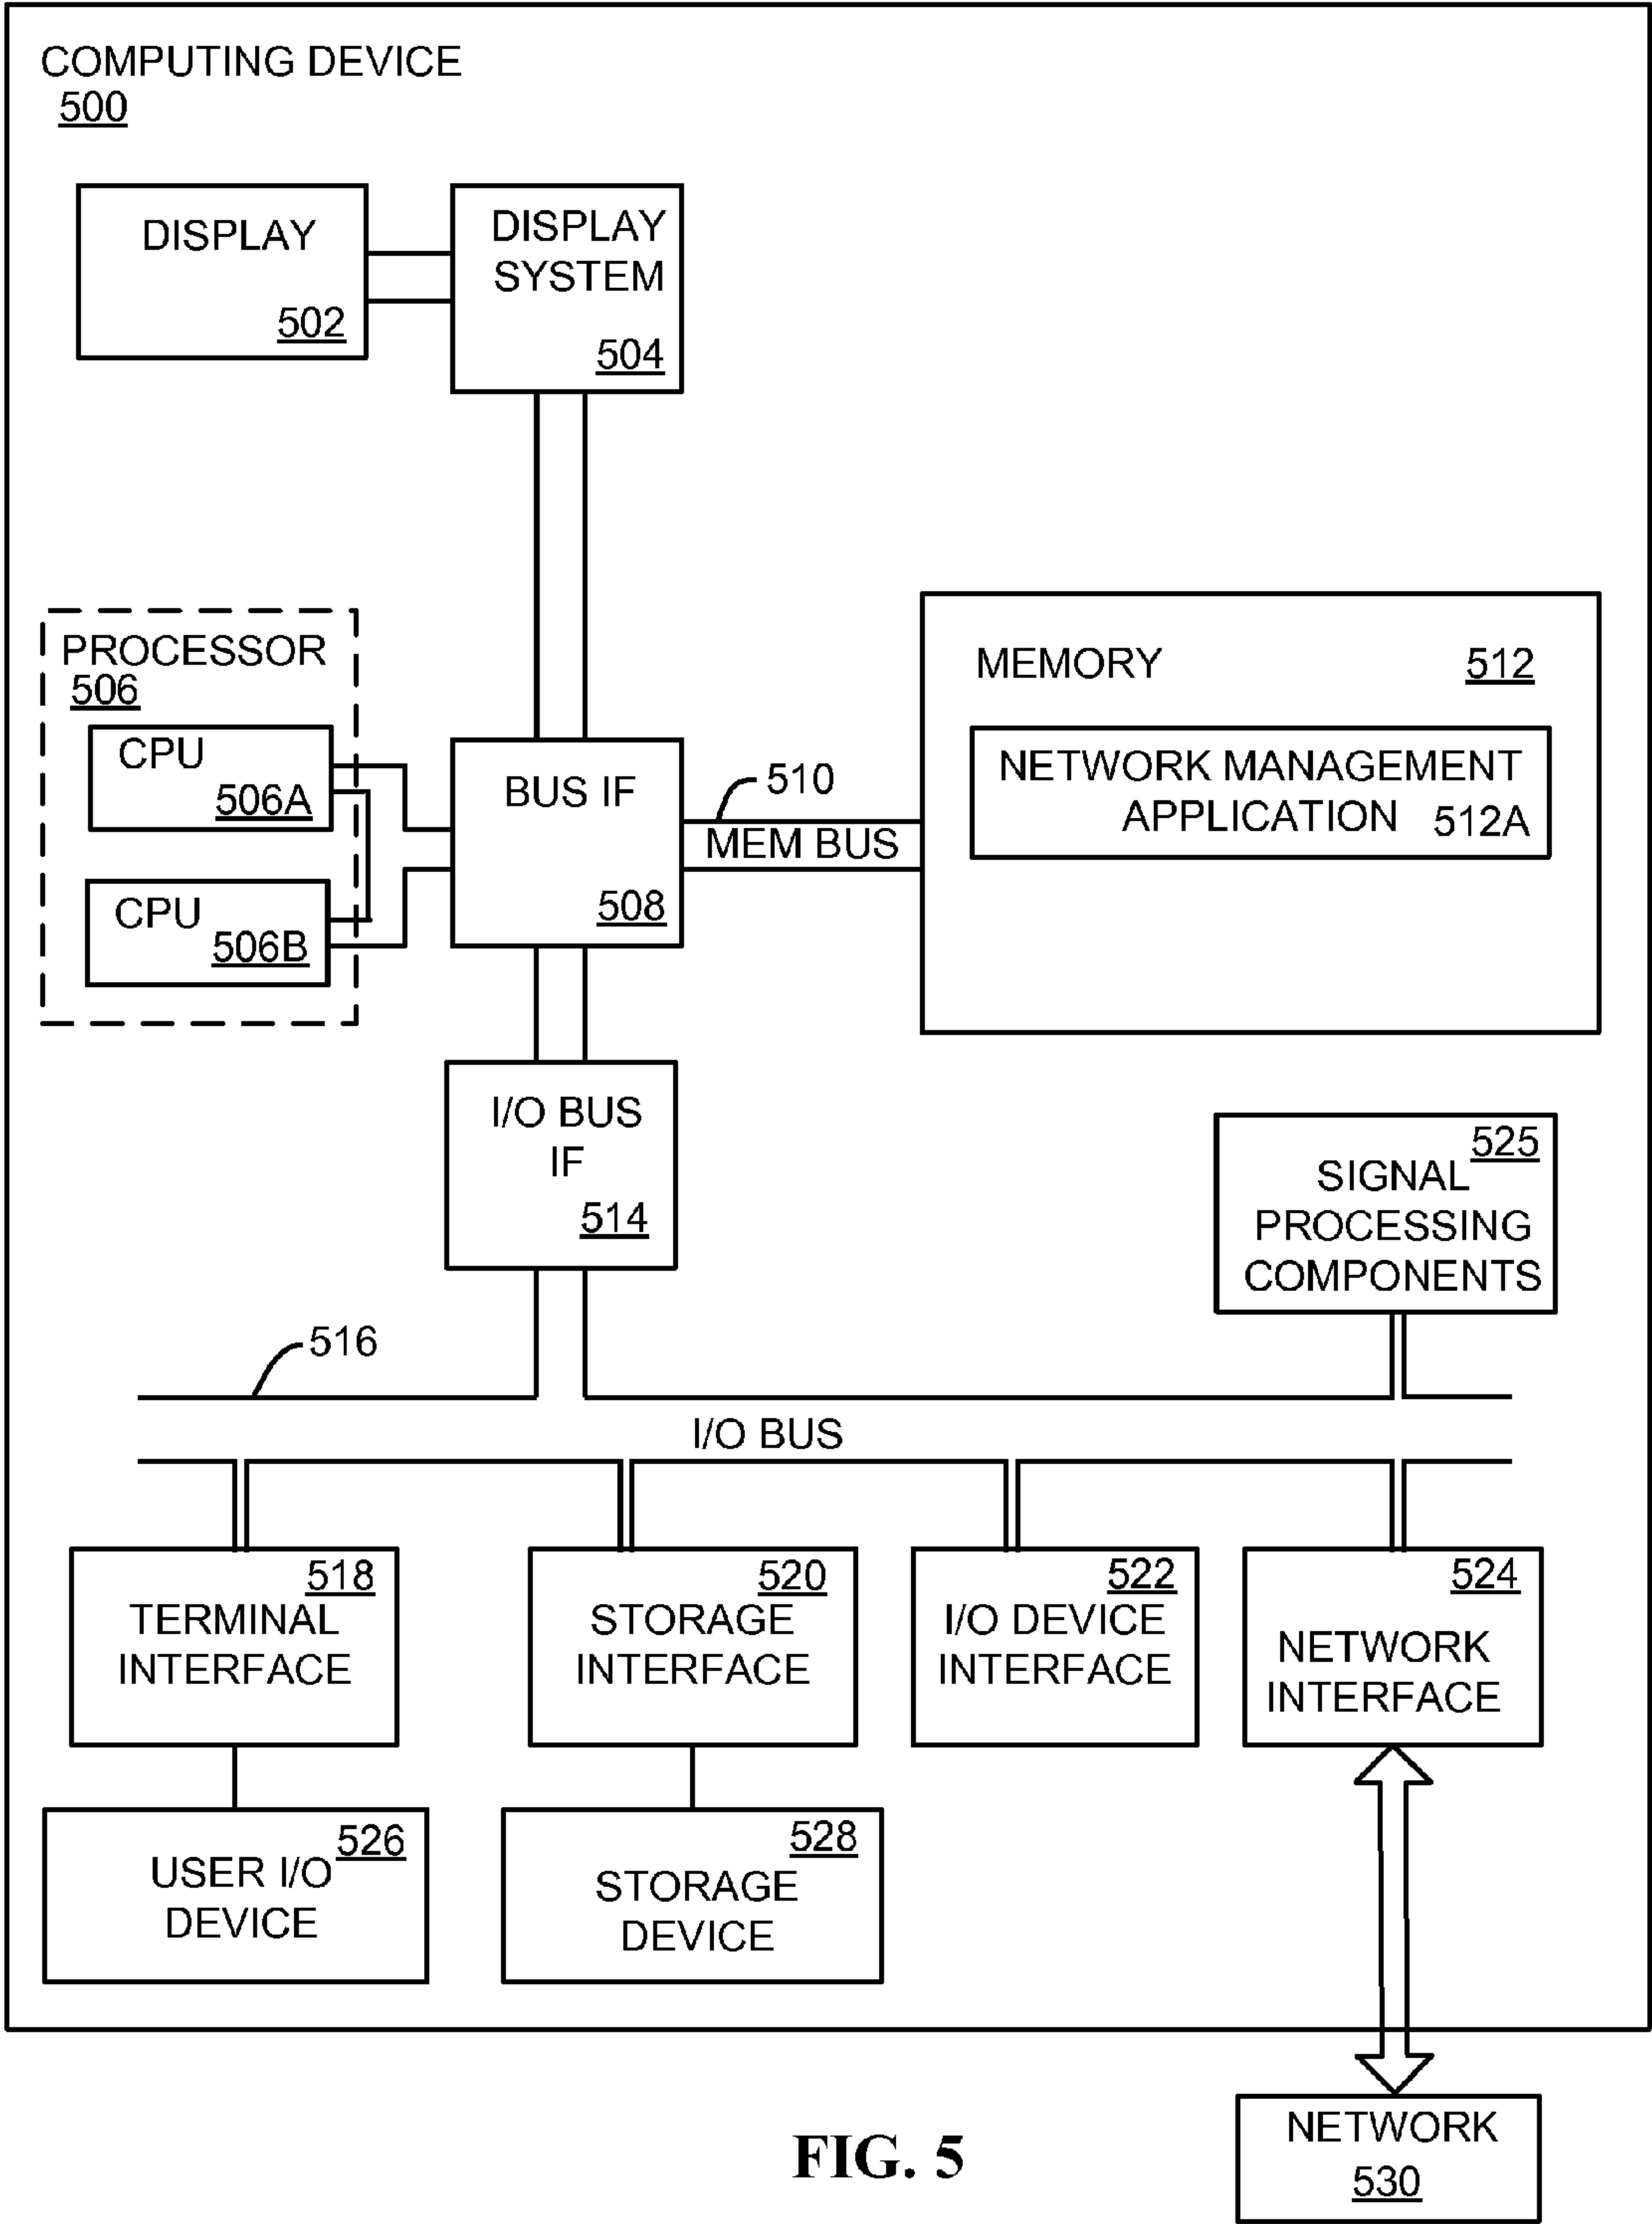 COMPUTING DEVICE
500
DISPLAY
502
DISPLAY
SYSTEM
504
PROCESSOR
506
CPU
506A
CPU
506B
BUS IF
508
510
MEM BUS
MEMORY
512
NETWORK MANAGEMENT
APPLICATION 512A
I/O BUS
IF
514
525
SIGNAL
PROCESSING
COMPONENTS
516
I/O BUS
518
TERMINAL
INTERFACE
520
STORAGE
INTERFACE
522
I/O DEVICE
INTERFACE
524
NETWORK
INTERFACE
526
USER I/O
DEVICE
528
STORAGE
DEVICE
NETWORK
530
FIG. 5